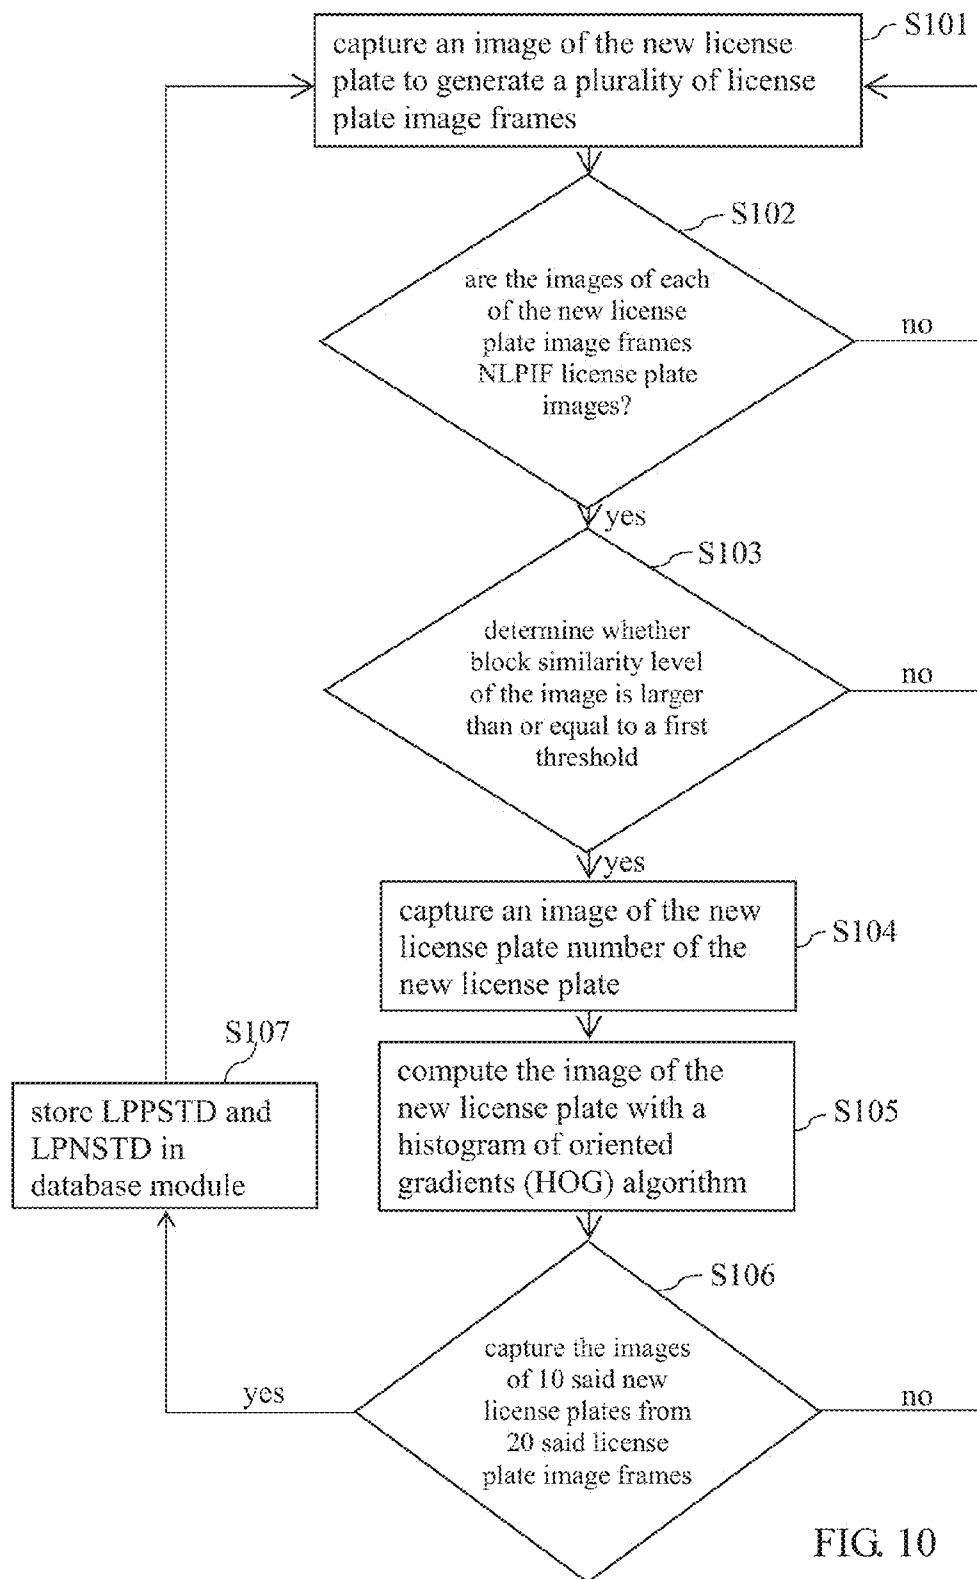 S101
capture an image of the new license
plate to generate a plurality of license
plate image frames
S102
are the images of each
of the new license
plate image frames
NLPIF license plate
images?
no
yes
S103
determine whether
block similarity level
of the image is larger
than or equal to a first
threshold
no
yes
capture an image of the new
license plate number of the
new license plate
S104
S107
store LPPSTD and
LPNSTD in
database module
compute the image of the
new license plate with a
histogram of oriented
gradients (HOG) algorithm
S105
S106
capture the images
of 10 said new
license plates from
20 said license
plate image frames
yes
no
FIG. 10